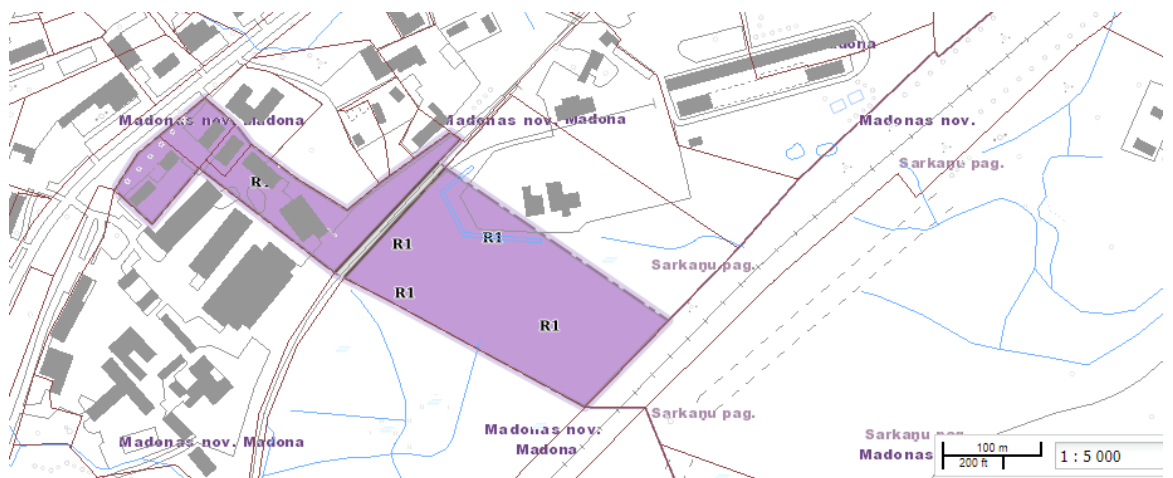 Madona
Madonas nov. Madona
Madonas nov. Madona
Madonas nov.
Sarkaņu pag.
R1
R1
Sarkaņu pag.
R1
R1
Sarkaņu pag.
Madonas nov.
Madona
Madonas nov. Madona
Sarkaņu pag.
Madonas
100 m
200 ft
1 : 5 000